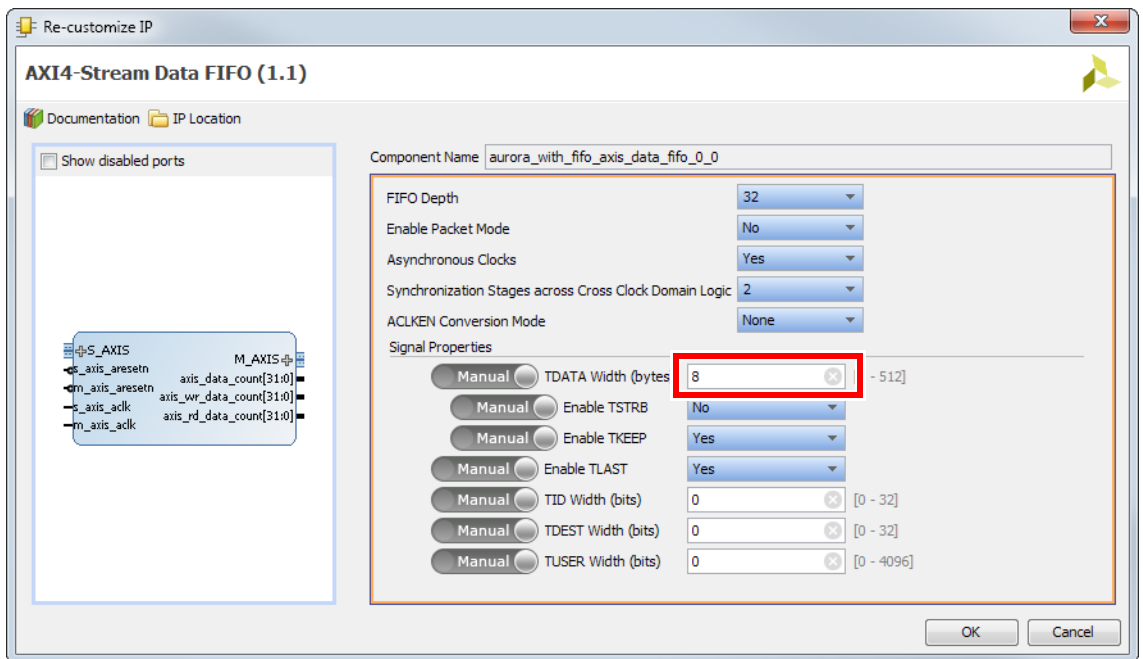 Re-customize IP
AXI4-Stream Data FIFO (1.1)
Documentation IP Location
Show disabled ports
S_AXIS
s_axis_aresetn
m_axis_aresetn
s_axis_aclk
m_axis_aclk
M_AXIS
axis_data_count[31:0]
axis_wr_data_count[31:0]
axis_rd_data_count[31:0]
Component Name aurora_with_fifo_axis_data_fifo_0_0
FIFO Depth 32
Enable Packet Mode No
Asynchronous Clocks Yes
Synchronization Stages across Cross Clock Domain Logic 2
ACLKEN Conversion Mode None
Signal Properties
Manual TDATA Width (bytes 8 - 512]
Manual Enable TSTRB No
Manual Enable TKEEP Yes
Manual Enable TLAST Yes
Manual TID Width (bits) 0 [0 - 32]
Manual TDEST Width (bits) 0 [0 - 32]
Manual TUSER Width (bits) 0 [0 - 4096]
OK Cancel